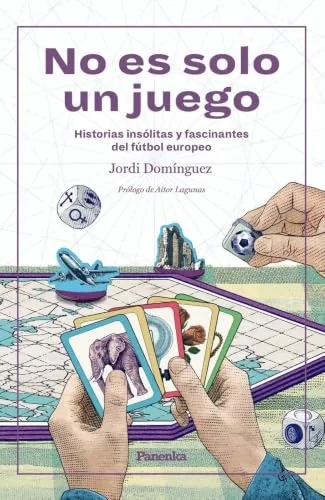 No es solo
un juego
Historias insólitas y fascinantes
del fútbol europeo
Jordi Domínguez
Prólogo de Aitor Lagunas
Panenka